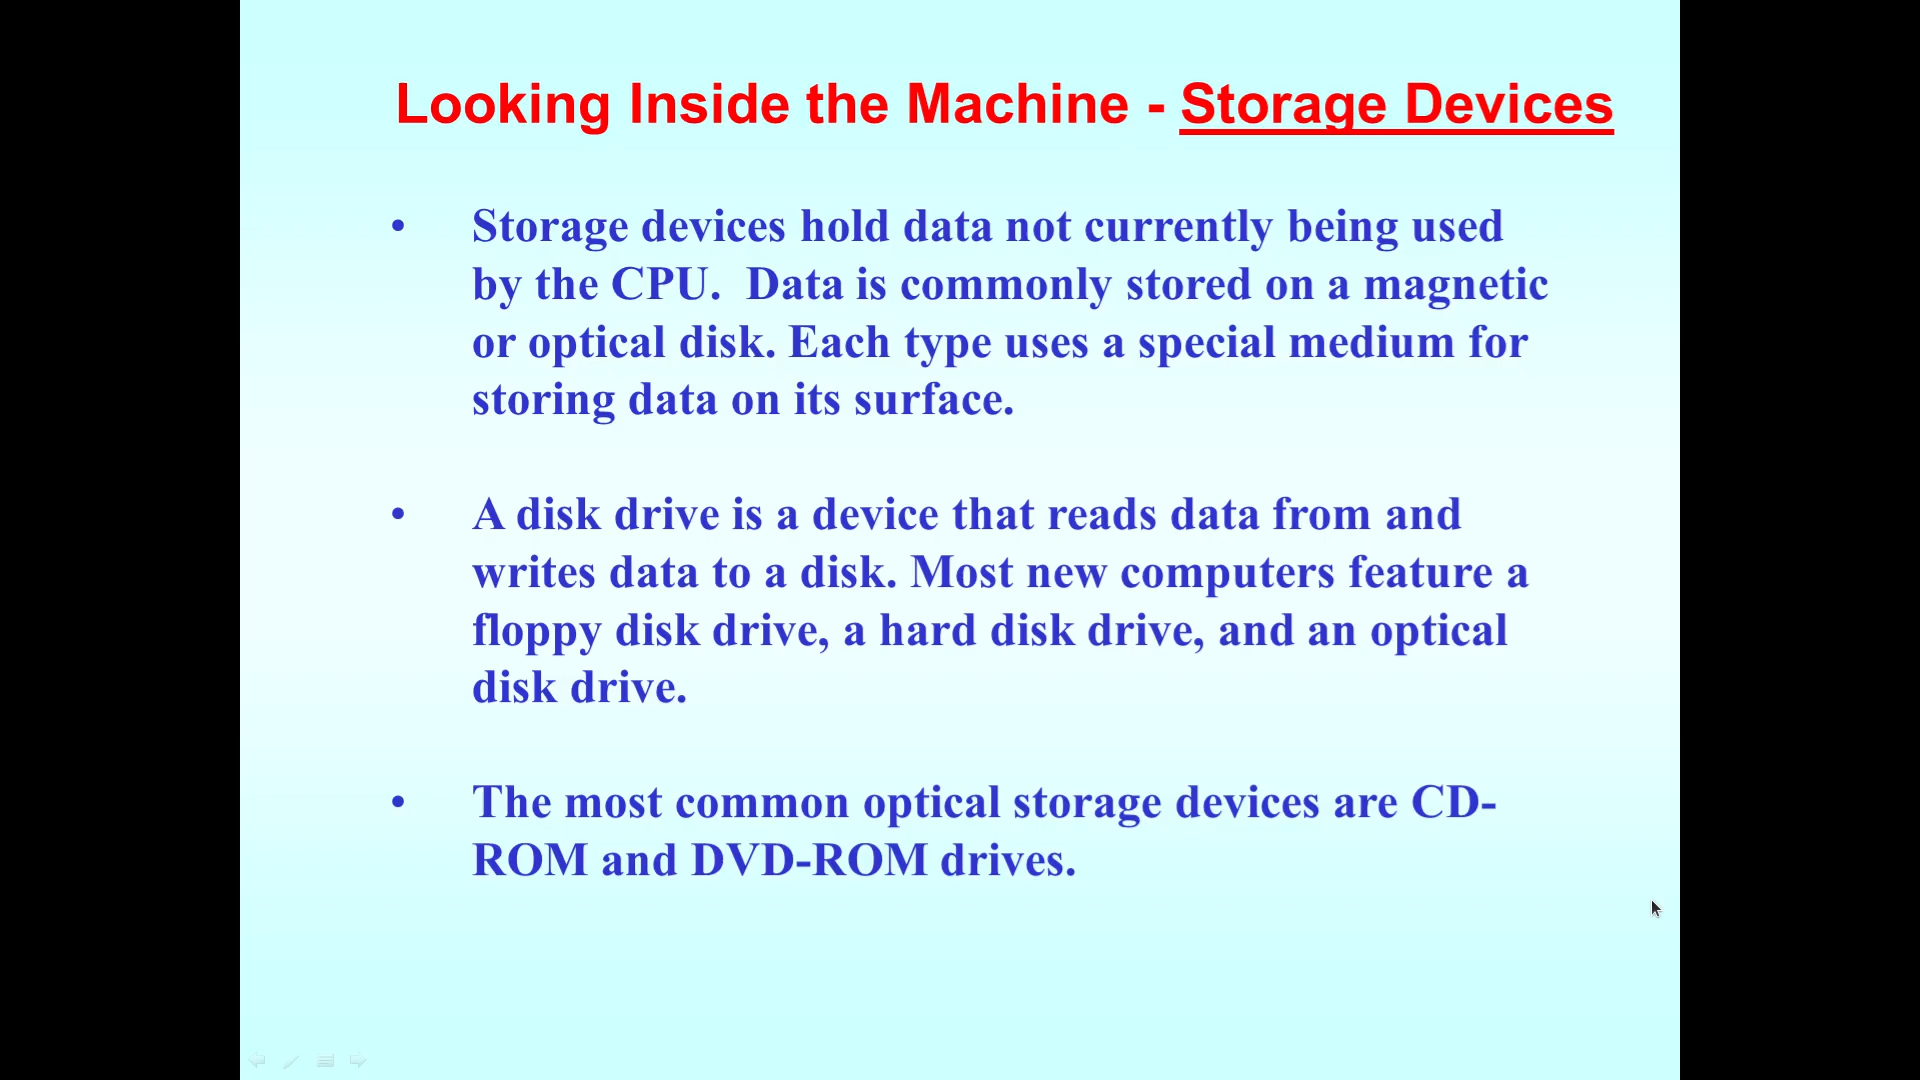 Looking Inside the Machine - Storage Devices
• Storage devices hold data not currently being used
by the CPU.  Data is commonly stored on a magnetic
or optical disk. Each type uses a special medium for
storing data on its surface.
• A disk drive is a device that reads data from and
writes data to a disk. Most new computers feature a
floppy disk drive, a hard disk drive, and an optical
disk drive.
• The most common optical storage devices are CD-
ROM and DVD-ROM drives.